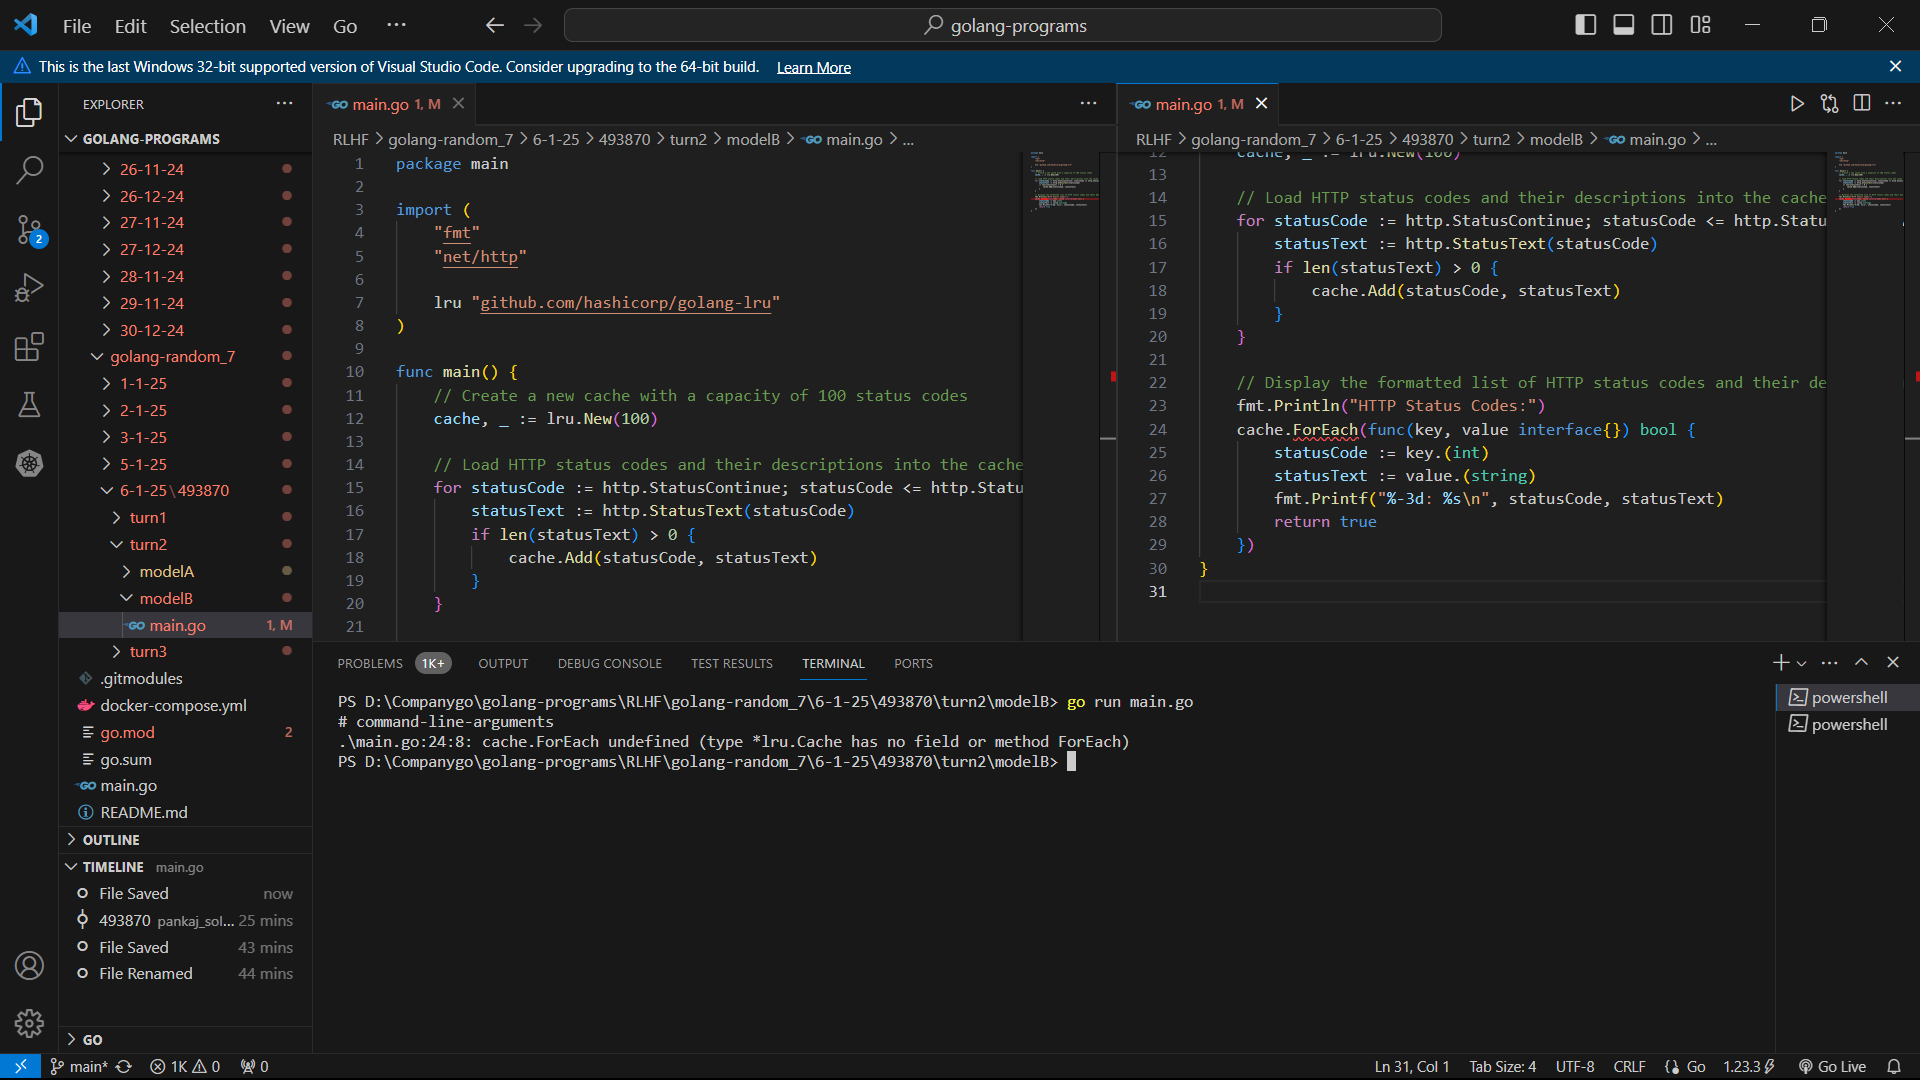 File Edit Selection View Go ...
golang-programs
This is the last Windows 32-bit supported version of Visual Studio Code. Consider upgrading to the 64-bit build. Learn More
EXPLORER
GOLANG-PROGRAMS
26-11-24
26-12-24
27-11-24
27-12-24
28-11-24
29-11-24
30-12-24
golang-random_7
1-1-25
2-1-25
3-1-25
5-1-25
6-1-25\493870
turn1
turn2
modelA
modelB
main.go 1, M
turn3
.gitmodules
docker-compose.yml
go.mod 2
go.sum
main.go
README.md
OUTLINE
TIMELINE main.go
File Saved now
493870 pankaj_sol... 25 mins
File Saved 43 mins
File Renamed 44 mins
GO
2
main.go 1, M
RLHF > golang-random_7 > 6-1-25 > 493870 > turn2 > modelB > main.go > ...
1 package main
2
3 import (
4 "fmt"
5 "net/http"
6
7 lru "github.com/hashicorp/golang-lru"
8 )
9
10 func main() {
11 // Create a new cache with a capacity of 100 status codes
12 cache, _ := lru.New(100)
13
14 // Load HTTP status codes and their descriptions into the cache
15 for statusCode := http.StatusContinue; statusCode <= http.Statu
16 statusText := http.StatusText(statusCode)
17 if len(statusText) > 0 {
18 cache.Add(statusCode, statusText)
19 }
20 }
21
main.go 1, M
RLHF > golang-random_7 > 6-1-25 > 493870 > turn2 > modelB > main.go > ...
12 cache, _ := lru.New(100)
13
14 // Load HTTP status codes and their descriptions into the cache
15 for statusCode := http.StatusContinue; statusCode <= http.Statu
16 statusText := http.StatusText(statusCode)
17 if len(statusText) > 0 {
18 cache.Add(statusCode, statusText)
19 }
20 }
21
22 // Display the formatted list of HTTP status codes and their de
23 fmt.Println("HTTP Status Codes:")
24 cache.ForEach(func(key, value interface{}) bool {
25 statusCode := key.(int)
26 statusText := value.(string)
27 fmt.Printf("%-3d: %s\n", statusCode, statusText)
28 return true
29 })
30 }
31
PROBLEMS 1K+ OUTPUT DEBUG CONSOLE TEST RESULTS TERMINAL PORTS
PS D:\Companygo\golang-programs\RLHF\golang-random_7\6-1-25\493870\turn2\modelB> go run main.go
# command-line-arguments
.\main.go:24:8: cache.ForEach undefined (type *lru.Cache has no field or method ForEach)
PS D:\Companygo\golang-programs\RLHF\golang-random_7\6-1-25\493870\turn2\modelB>
powershell
powershell
main* 1K 0 0 Ln 31, Col 1 Tab Size: 4 UTF-8 CRLF Go 1.23.3 Go Live